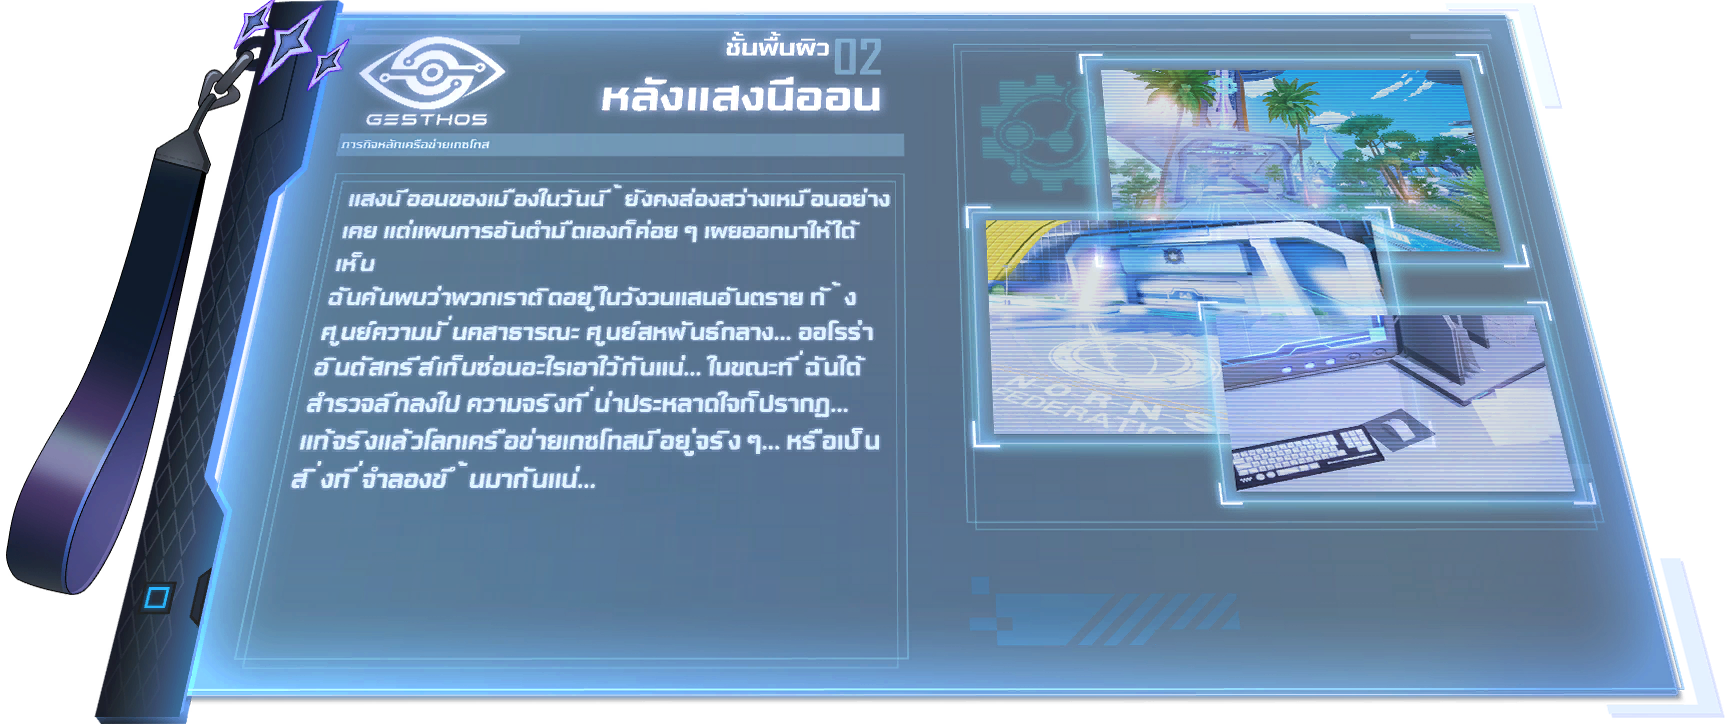 ชั้นพื้นผิว 02
หลังแสงนีออน
GESTHOS
ภารกิจหลักเครือข่ายเกซโทส
แสงนีออนของเมืองในวันนี้ ยังคงส่องสว่างเหมือนอย่าง
เคย แต่แผนการอันดำมืดเองก็ค่อย ๆ เผยออกมาให้ได้
เห็น
ฉันค้นพบว่าพวกเราติดอยู่ในวังวนแสนอันตราย ทั้ง
ศูนย์ความมั่นคสาธารณะ ศูนย์สหพันธ์กลาง... ออโรร่า
อินดัสทรีส์เก็บซ่อนอะไรเอาไว้กันแน่... ในขณะที่ฉันได้
สำรวจลึกลงไป ความจริงที่น่าประหลาดใจก็ปรากฏ...
แท้จริงแล้วโลกเครือข่ายเกซโทสมีอยู่จริง ๆ... หรือเป็น
สิ่งที่จำลองขึ้นมากันแน่...
NORNS
FEDERATIO